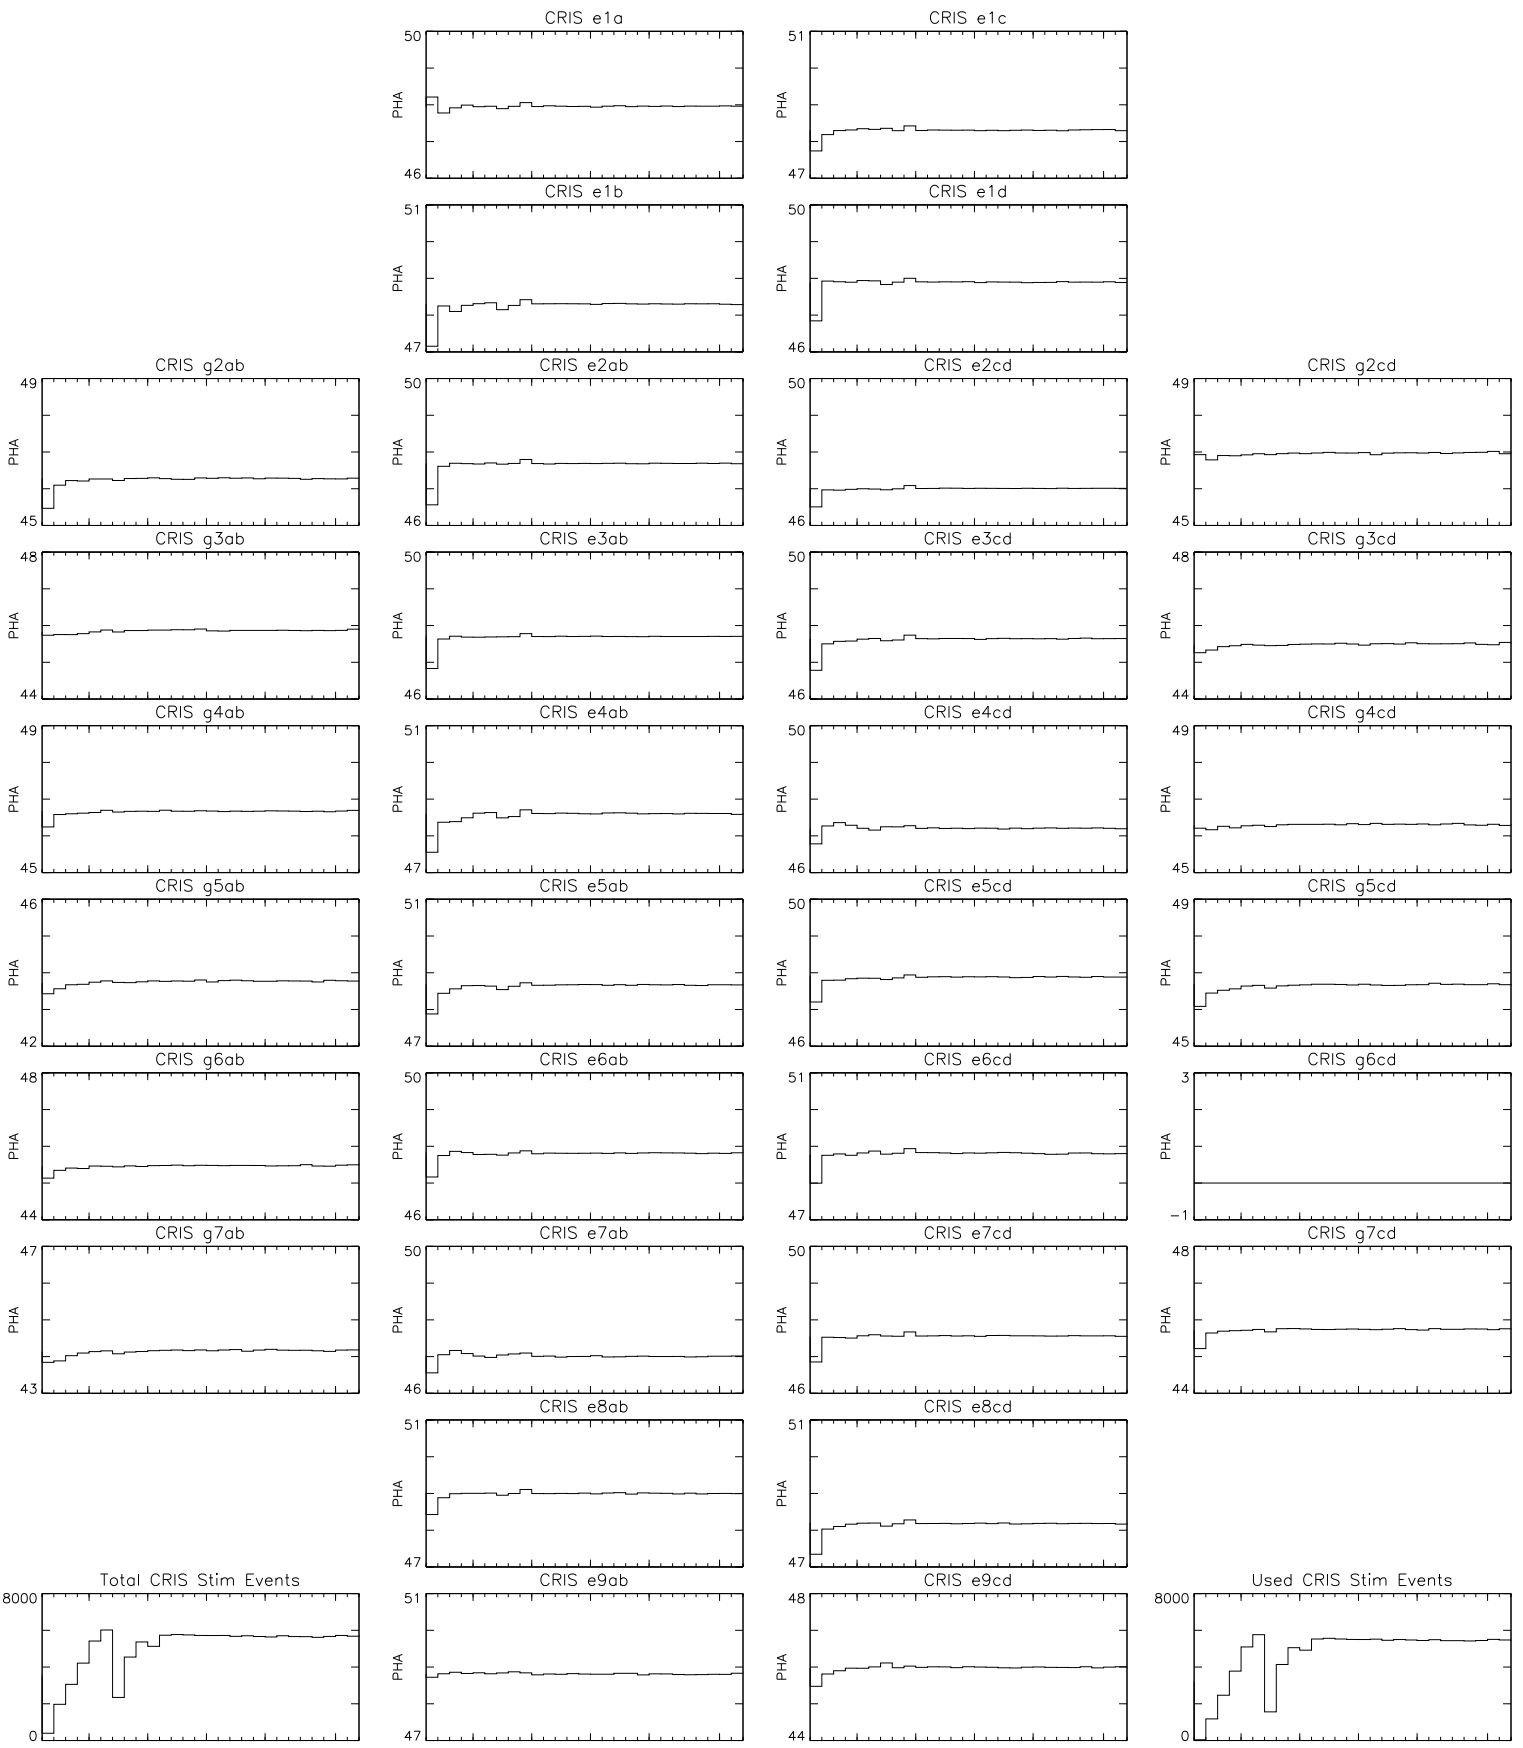 CRIS e1a
CRIS e1c
50
PHA
46
51
PHA
47
CRIS e1b
CRIS e1d
51
PHA
47
50
PHA
46
CRIS g2ab
CRIS e2ab
CRIS e2cd
CRIS g2cd
49
PHA
45
50
PHA
46
50
PHA
46
49
PHA
45
CRIS g3ab
CRIS e3ab
CRIS e3cd
CRIS g3cd
48
PHA
44
50
PHA
46
50
PHA
46
48
PHA
44
CRIS g4ab
CRIS e4ab
CRIS e4cd
CRIS g4cd
49
PHA
45
51
PHA
47
50
PHA
46
49
PHA
45
CRIS g5ab
CRIS e5ab
CRIS e5cd
CRIS g5cd
46
PHA
42
51
PHA
47
50
PHA
46
49
PHA
45
CRIS g6ab
CRIS e6ab
CRIS e6cd
CRIS g6cd
48
PHA
44
50
PHA
46
51
PHA
47
3
PHA
-1
CRIS g7ab
CRIS e7ab
CRIS e7cd
CRIS g7cd
47
PHA
43
50
PHA
46
50
PHA
46
48
PHA
44
CRIS e8ab
CRIS e8cd
51
PHA
47
51
PHA
47
Total CRIS Stim Events
CRIS e9ab
CRIS e9cd
Used CRIS Stim Events
8000
0
51
PHA
47
48
PHA
44
8000
0